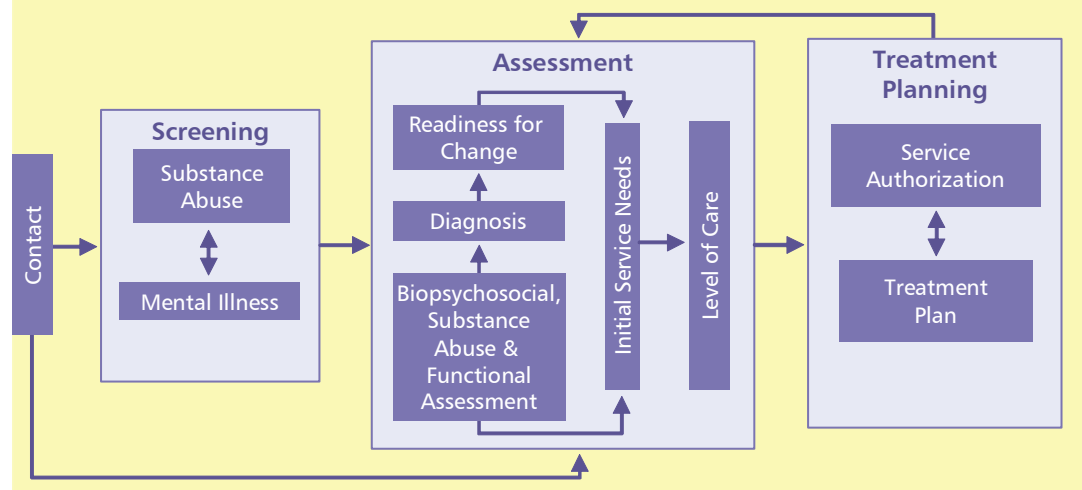 Contact
Screening
Substance
Abuse
Mental Illness
Assessment
Readiness for
Change
Diagnosis
Biopsychosocial,
Substance
Abuse &
Functional
Assessment
Initial Service Needs
Level of Care
Treatment
Planning
Service
Authorization
Treatment
Plan